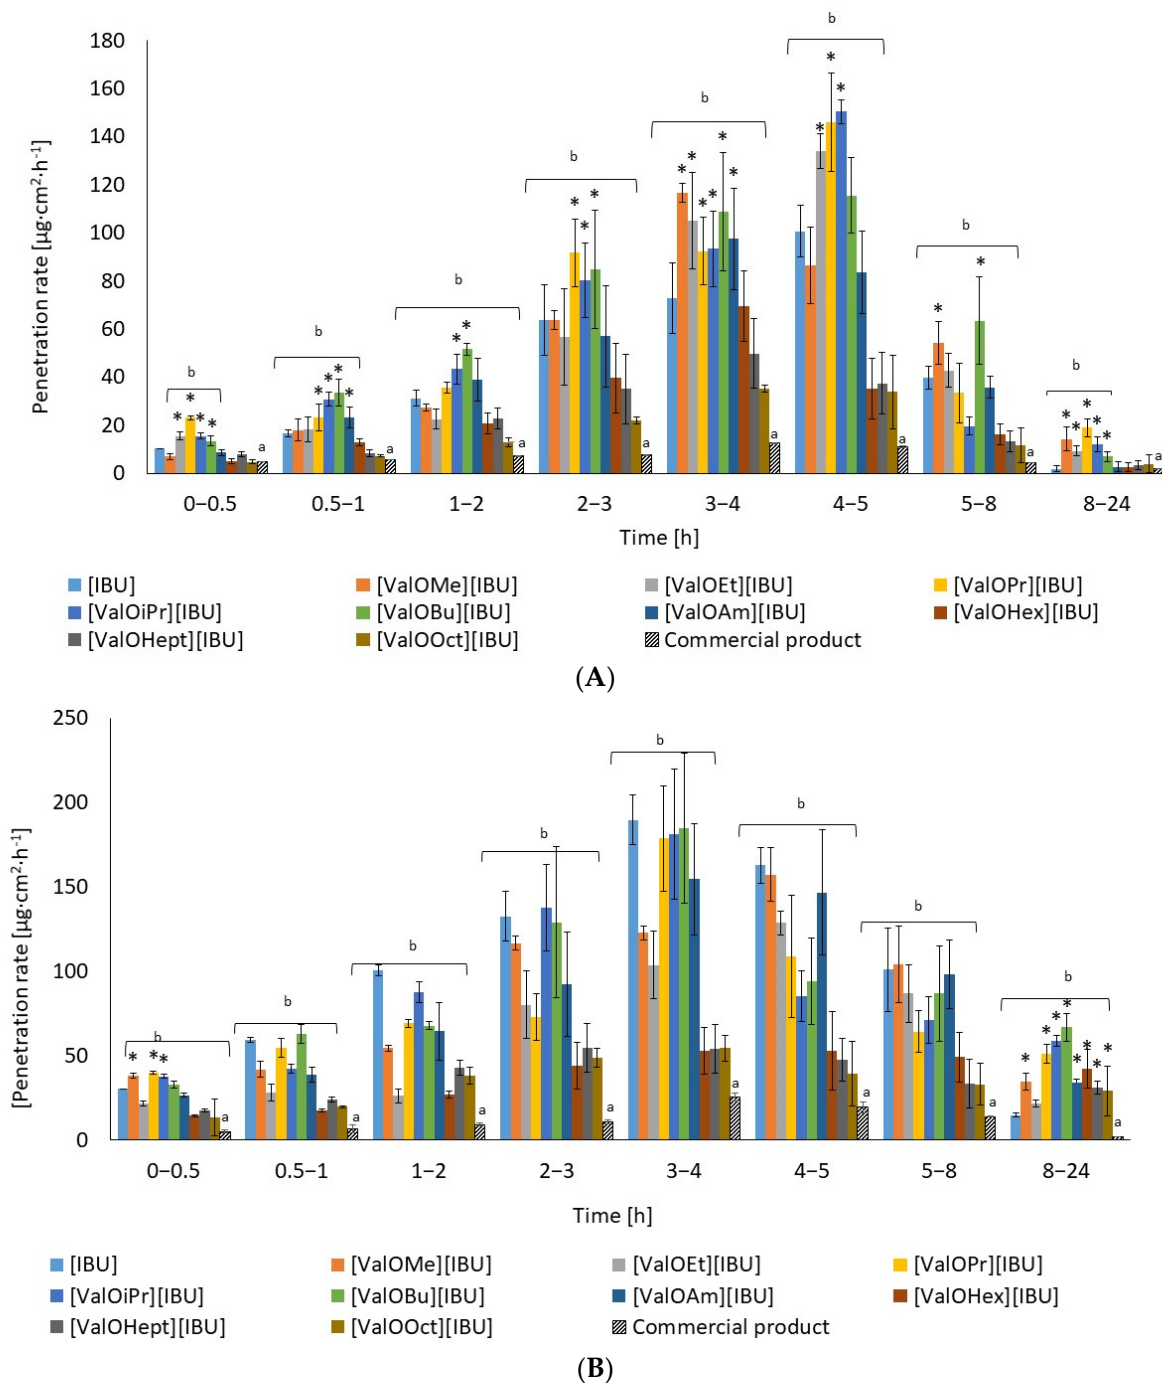 b
180
b
160
*
*
140
b
*
*
120
b
*
*
*
*
*
100
b
*
*
*
80
b
*
60
b
*
*
*
b
40
b
*
*
*
*
*
*
*
*
*
20
*
*
*
*
*
a
a
a
a
a
a
a
a
0
0–0.5
0.5–1
1–2
2–3
3–4
4–5
5–8
8–24
Penetration rate [µg·cm²·h⁻¹]
Time [h]
[IBU]
[ValOMe][IBU]
[ValOEt][IBU]
[ValOPr][IBU]
[ValOiPr][IBU]
[ValOBu][IBU]
[ValOAm][IBU]
[ValOHex][IBU]
[ValOHept][IBU]
[ValOOct][IBU]
Commercial product
(A)
250
b
200
b
b
150
b
b
b
100
b
b
*
*
*
50
*
*
*
*
*
*
*
*
a
a
a
a
a
a
a
a
0
0–0.5
0.5–1
1–2
2–3
3–4
4–5
5–8
8–24
[Penetration rate [µg·cm²·h⁻¹]
Time [h]
[IBU]
[ValOMe][IBU]
[ValOEt][IBU]
[ValOPr][IBU]
[ValOiPr][IBU]
[ValOBu][IBU]
[ValOAm][IBU]
[ValOHex][IBU]
[ValOHept][IBU]
[ValOOct][IBU]
Commercial product
(B)